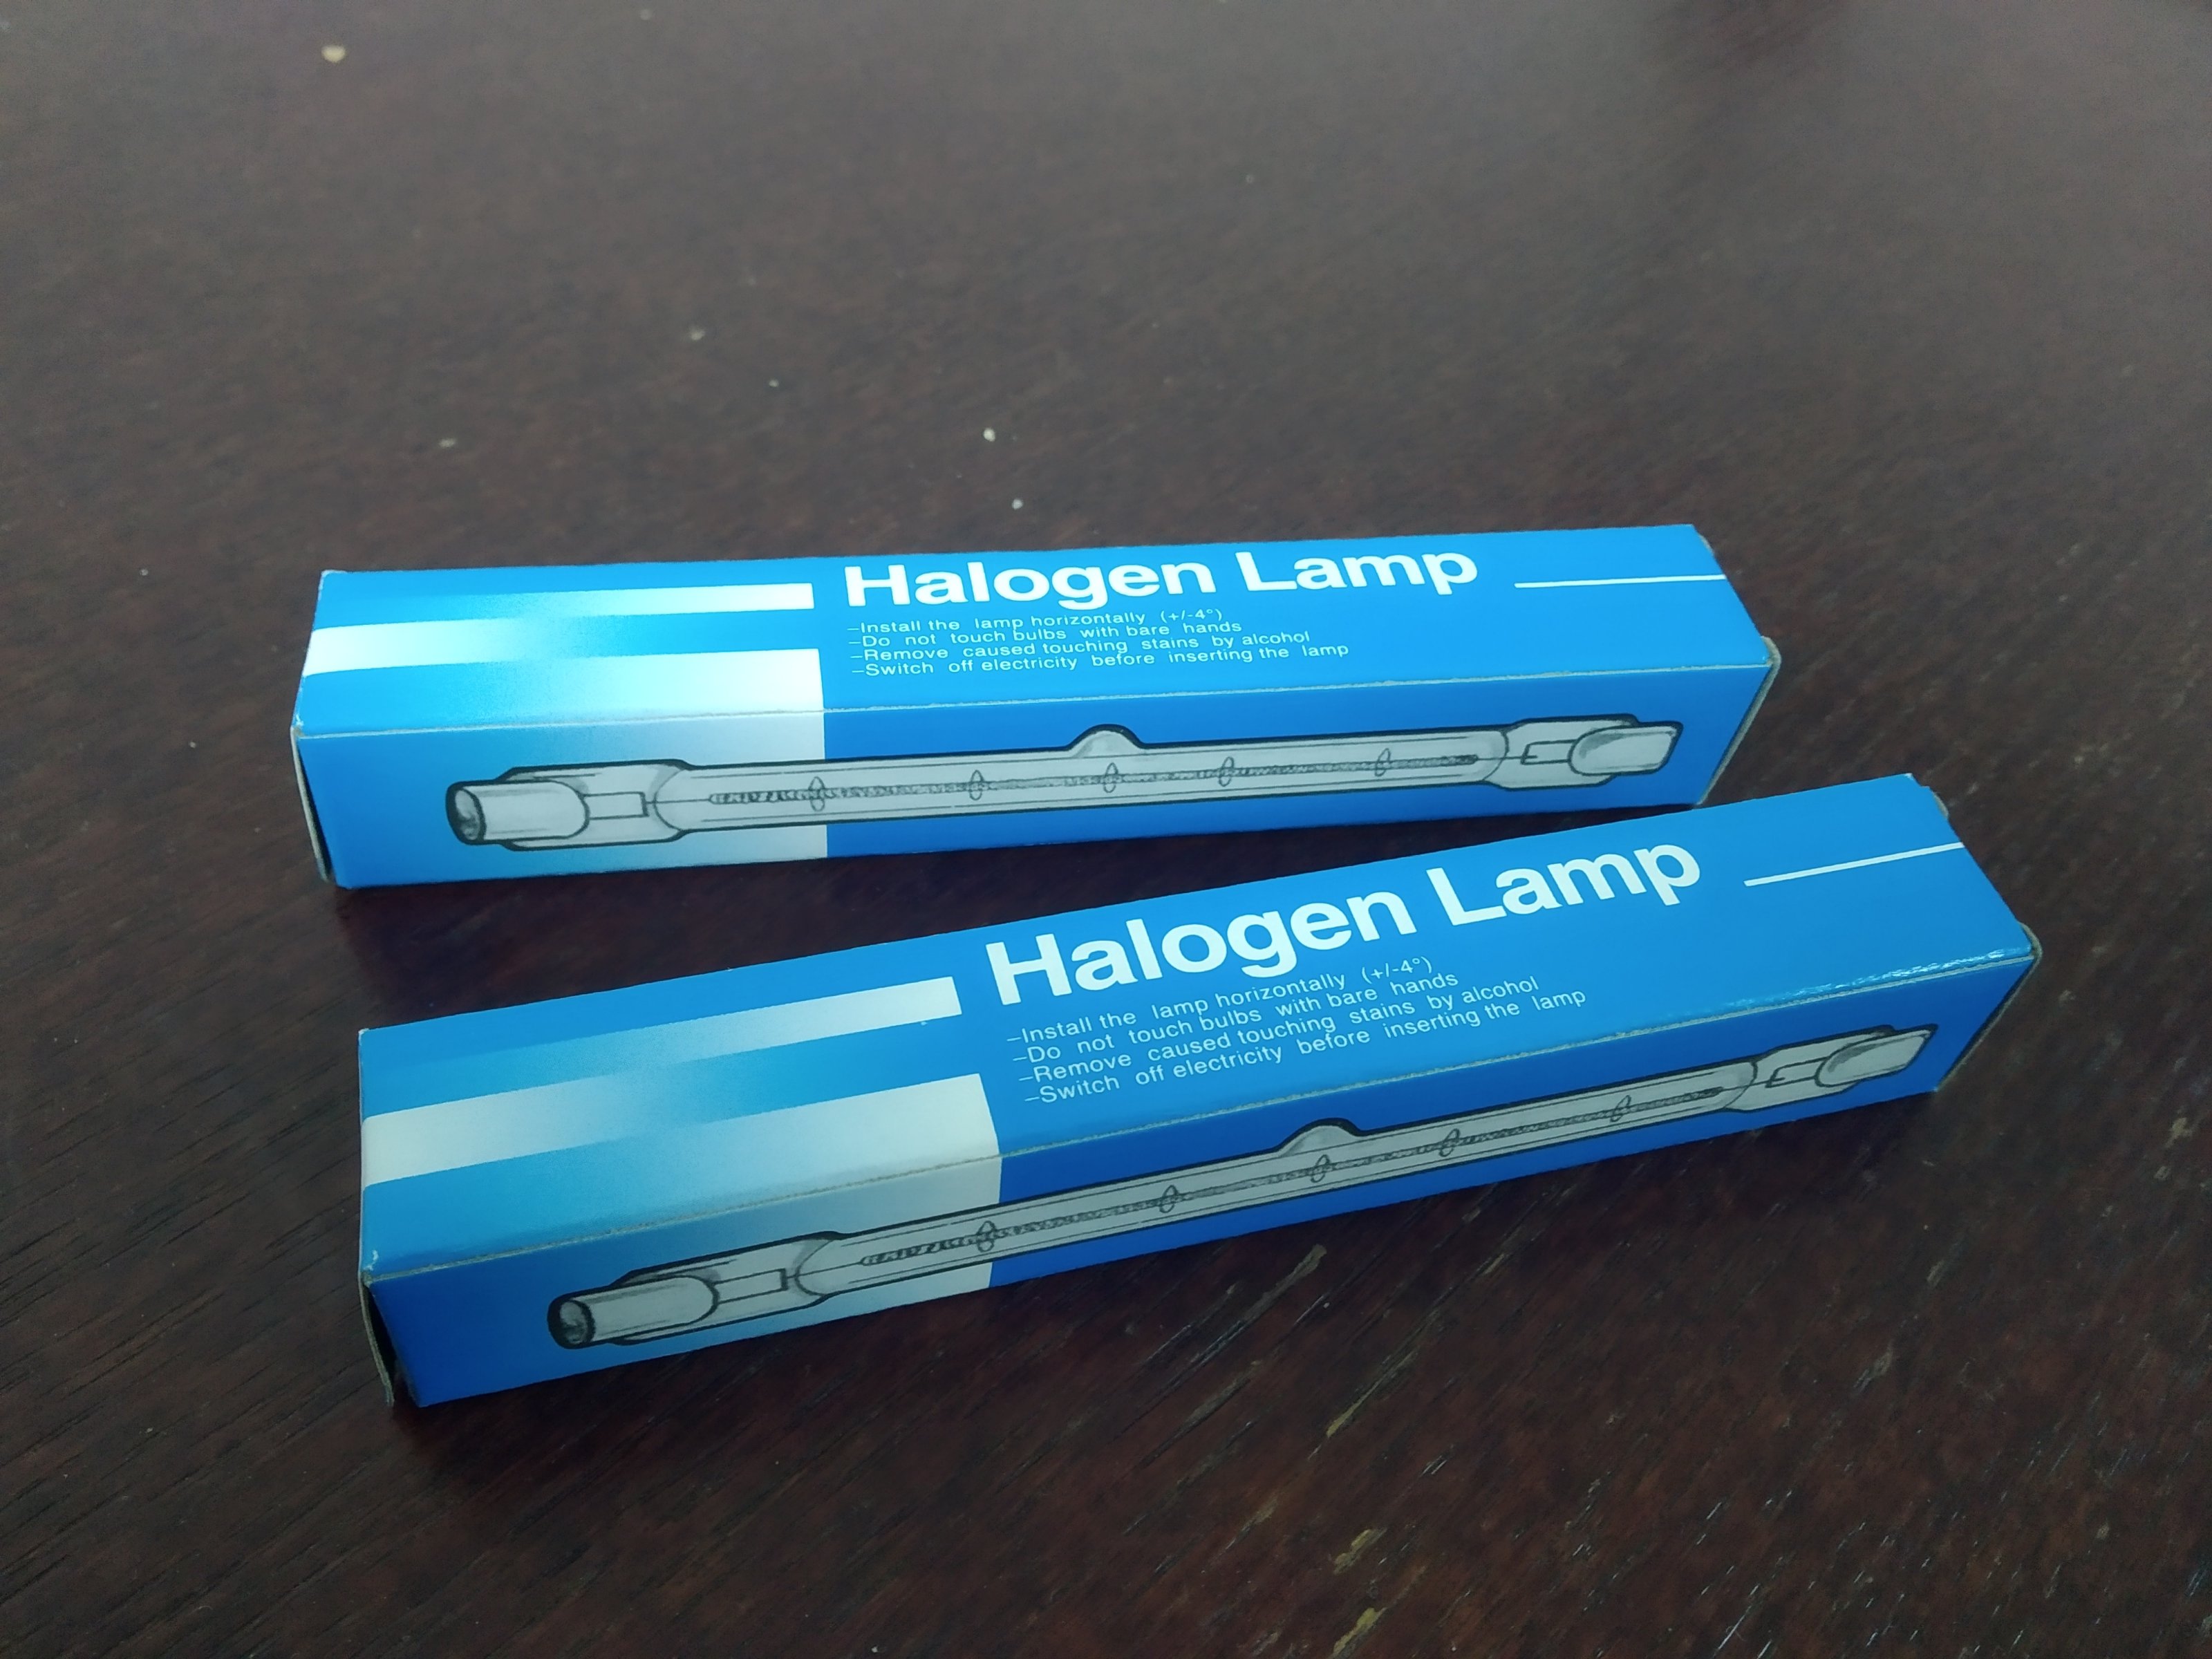 Halogen Lamp
-Install the lamp horizontally (+/-4°)
-Do not touch bulbs with bare hands
-Remove caused touching stains by alcohol
-Switch off electricity before inserting the lamp
Halogen Lamp
-Install the lamp horizontally (+/-4°)
-Do not touch bulbs with bare hands
-Remove caused touching stains by alcohol
-Switch off electricity before inserting the lamp